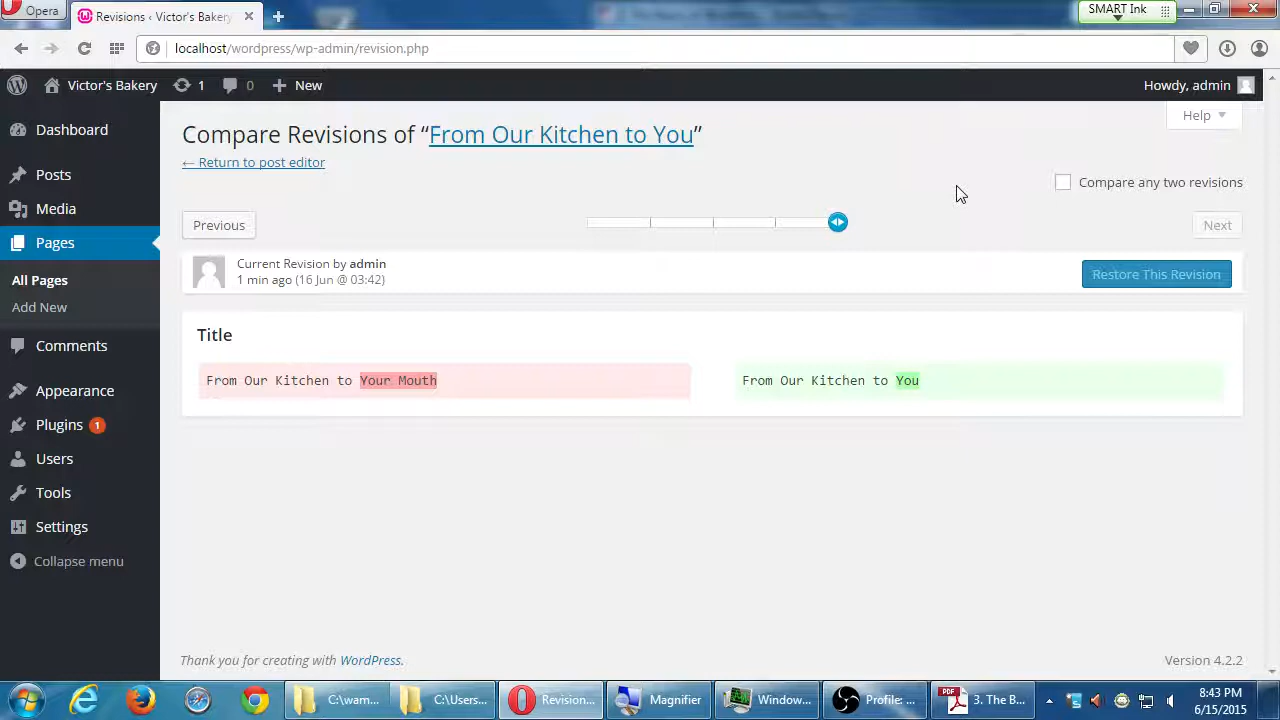 Opera
Revisions ‹ Victor's Bakery
SMART Ink
localhost/wordpress/wp-admin/revision.php
Victor's Bakery
1
0
New
Howdy, admin
Dashboard
Posts
Media
Pages
All Pages
Add New
Comments
Appearance
Plugins 1
Users
Tools
Settings
Collapse menu
Help
Compare Revisions of “From Our Kitchen to You”
← Return to post editor
Compare any two revisions
Previous
Next
Current Revision by admin
1 min ago (16 Jun @ 03:42)
Restore This Revision
Title
From Our Kitchen to Your Mouth
From Our Kitchen to You
Thank you for creating with WordPress.
Version 4.2.2
C:\wam...
C:\Users...
Revision...
Magnifier
Window...
Profile: ...
PDF
3. The B...
8:43 PM
6/15/2015